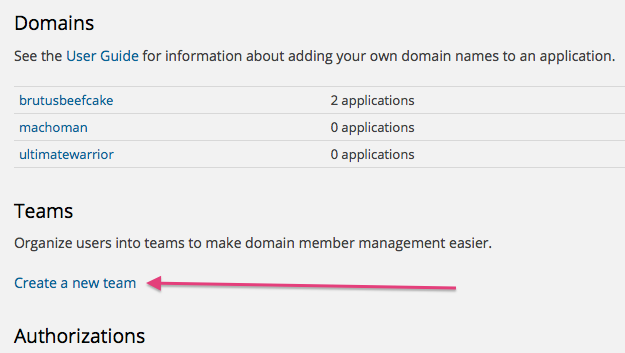 Domains
See the User Guide for information about adding your own domain names to an application.
brutusbeefcake 2 applications
machoman 0 applications
ultimatewarrior 0 applications
Teams
Organize users into teams to make domain member management easier.
Create a new team
Authorizations